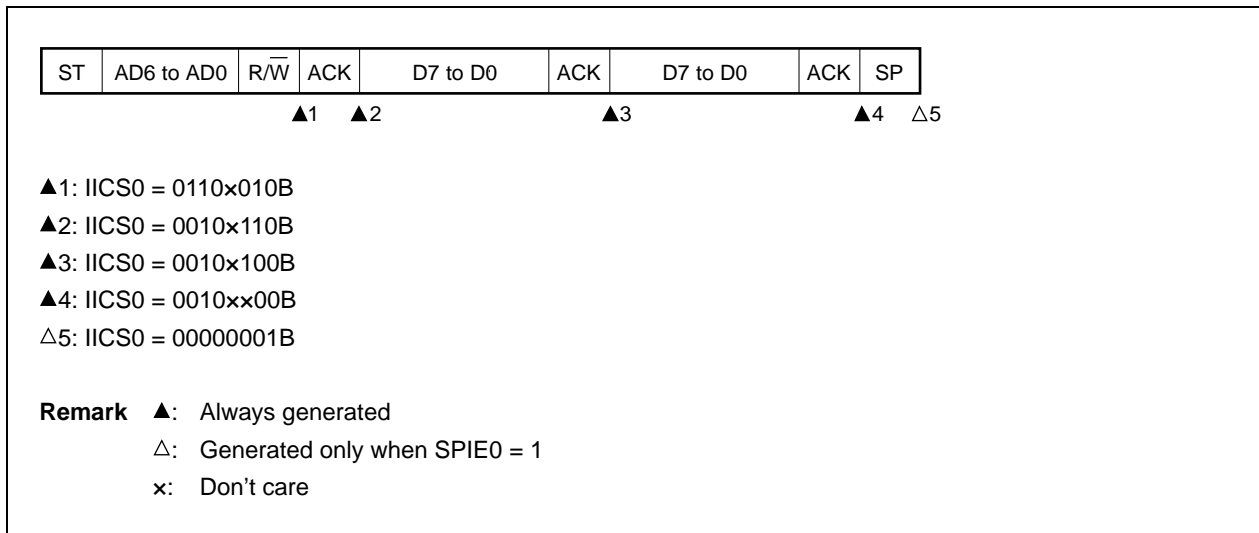 ST AD6 to AD0 R/W̅ ACK D7 to D0 ACK D7 to D0 ACK SP
▲1 ▲2 ▲3 ▲4 △5
▲1: IICS0 = 0110×010B
▲2: IICS0 = 0010×110B
▲3: IICS0 = 0010×100B
▲4: IICS0 = 0010××00B
△5: IICS0 = 00000001B
Remark ▲: Always generated
△: Generated only when SPIE0 = 1
×: Don't care